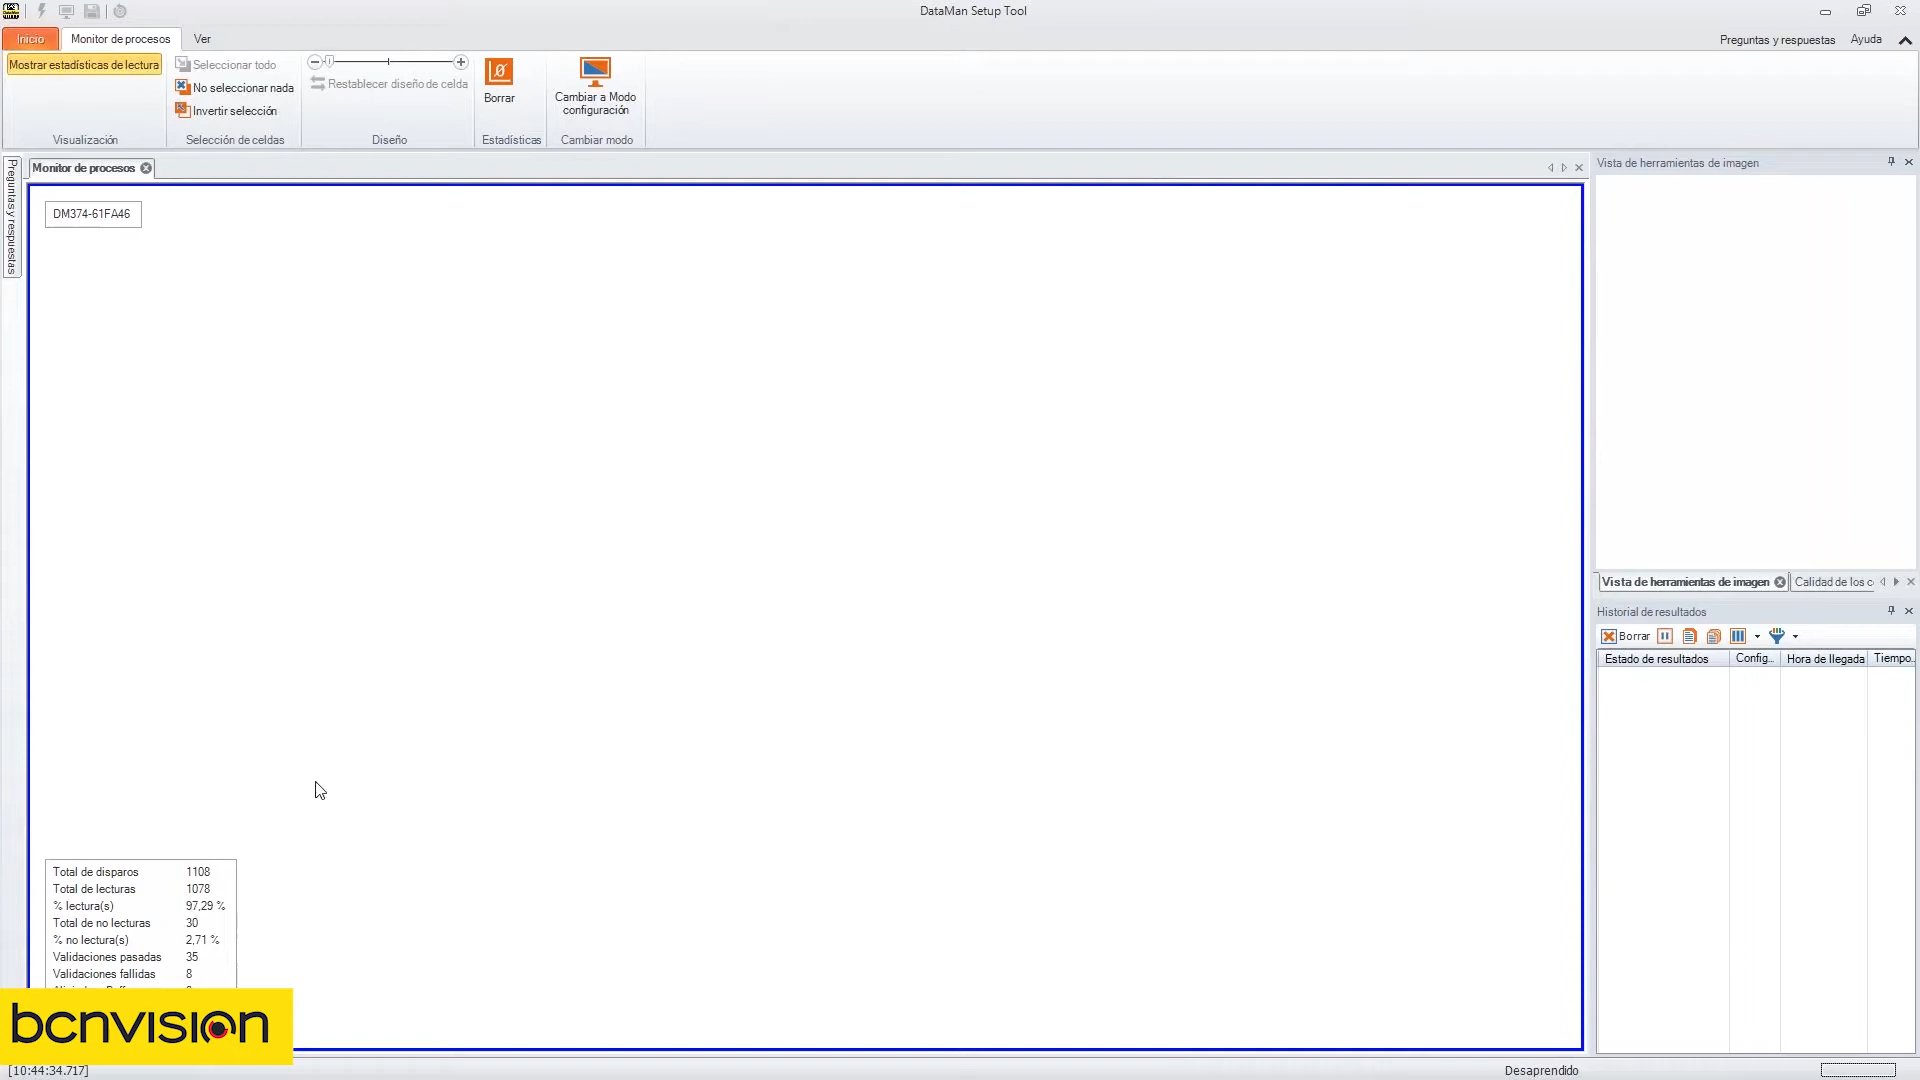 DataMan Setup Tool
Inicio
Monitor de procesos
Ver
Preguntas y respuestas
Ayuda
Mostrar estadísticas de lectura
Visualización
Seleccionar todo
No seleccionar nada
Invertir selección
Selección de celdas
Restablecer diseño de celda
Diseño
Borrar
Estadísticas
Cambiar a Modo
configuración
Cambiar modo
Preguntas y respuestas
Monitor de procesos
DM374-61FA46
Total de disparos 1108
Total de lecturas 1078
% lectura(s) 97,29 %
Total de no lecturas 30
% no lectura(s) 2,71 %
Validaciones pasadas 35
Validaciones fallidas 8
bcnvision
[10:44:34.717]
Vista de herramientas de imagen
Vista de herramientas de imagen
Calidad de los c
Historial de resultados
Borrar
Estado de resultados
Config...
Hora de llegada
Tiempo...
Desaprendido